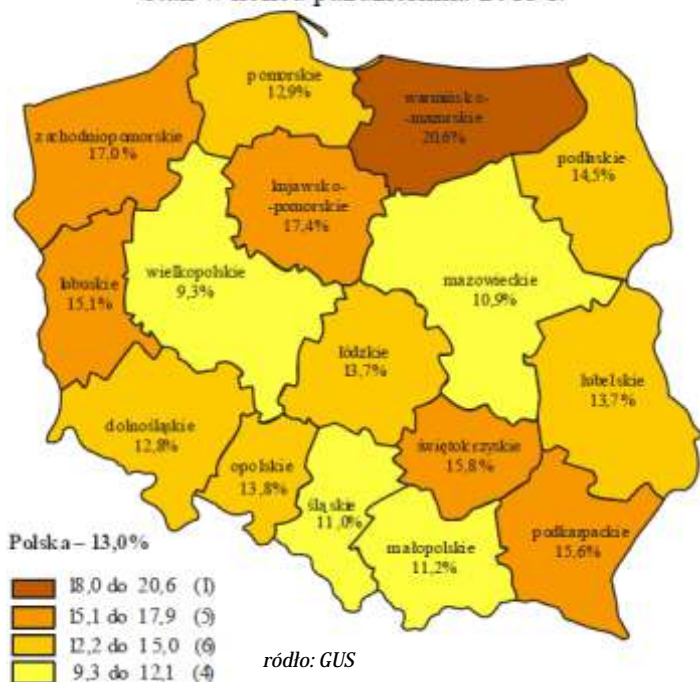 pomorskie
12,9%
warmińsko-
-mazurskie
20,6%
zachodniopomorskie
17,0%
podlaskie
14,5%
kujawsko-
-pomorskie
17,4%
wielkopolskie
9,3%
mazowieckie
10,9%
lubuskie
15,1%
łódzkie
13,7%
lubelskie
13,7%
dolnośląskie
12,8%
opolskie
13,8%
świętokrzyskie
15,8%
śląskie
11,0%
małopolskie
11,2%
podkarpackie
15,6%
Polska – 13,0%
18,0 do 20,6 (1)
15,1 do 17,9 (5)
12,2 do 15,0 (6)
9,3 do 12,1 (4)
ródło: GUS